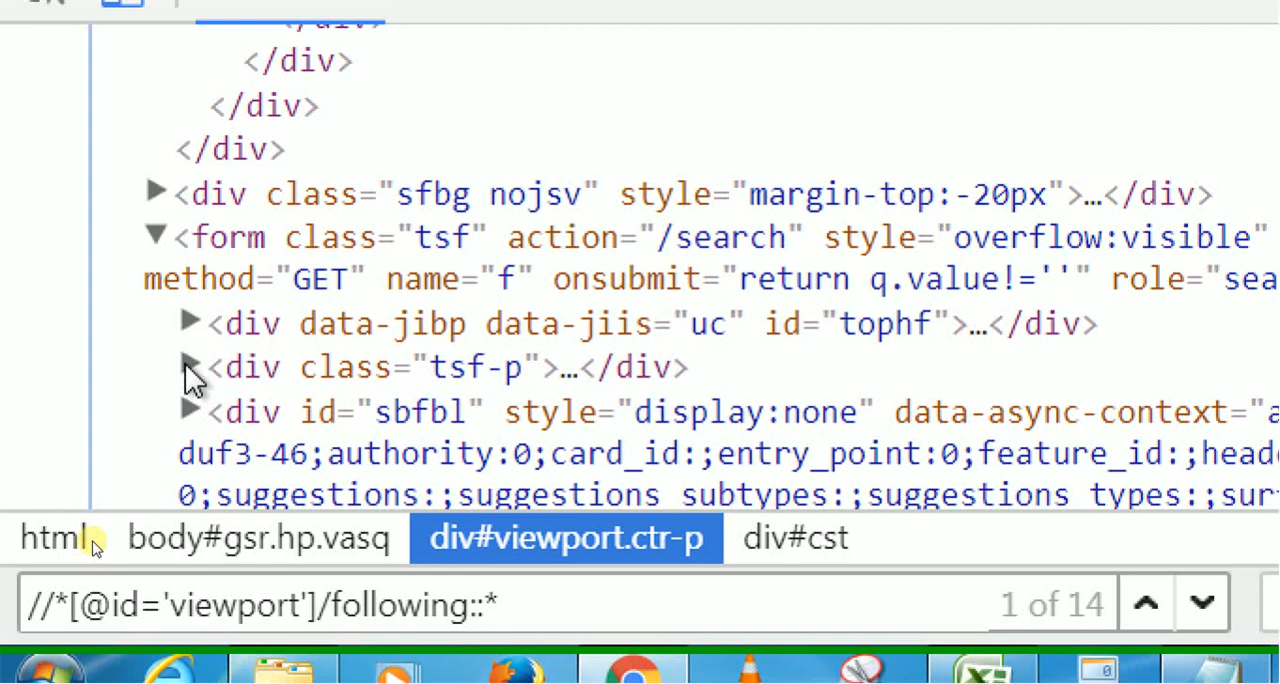 </div>
</div>
</div>
</div>
<div class="sfbg nojsv" style="margin-top:-20px">…</div>
<form class="tsf" action="/search" style="overflow:visible"
method="GET" name="f" onsubmit="return q.value!=''" role="sea
<div data-jibp data-jiis="uc" id="tophf">…</div>
<div class="tsf-p">…</div>
<div id="sbfbl" style="display:none" data-async-context="a
duf3-46;authority:0;card_id:;entry_point:0;feature_id:;heade
0;suggestions:;suggestions_subtypes:;suggestions_types:;sur
html body#gsr.hp.vasq div#viewport.ctr-p div#cst
//*[@id='viewport']/following::* 1 of 14